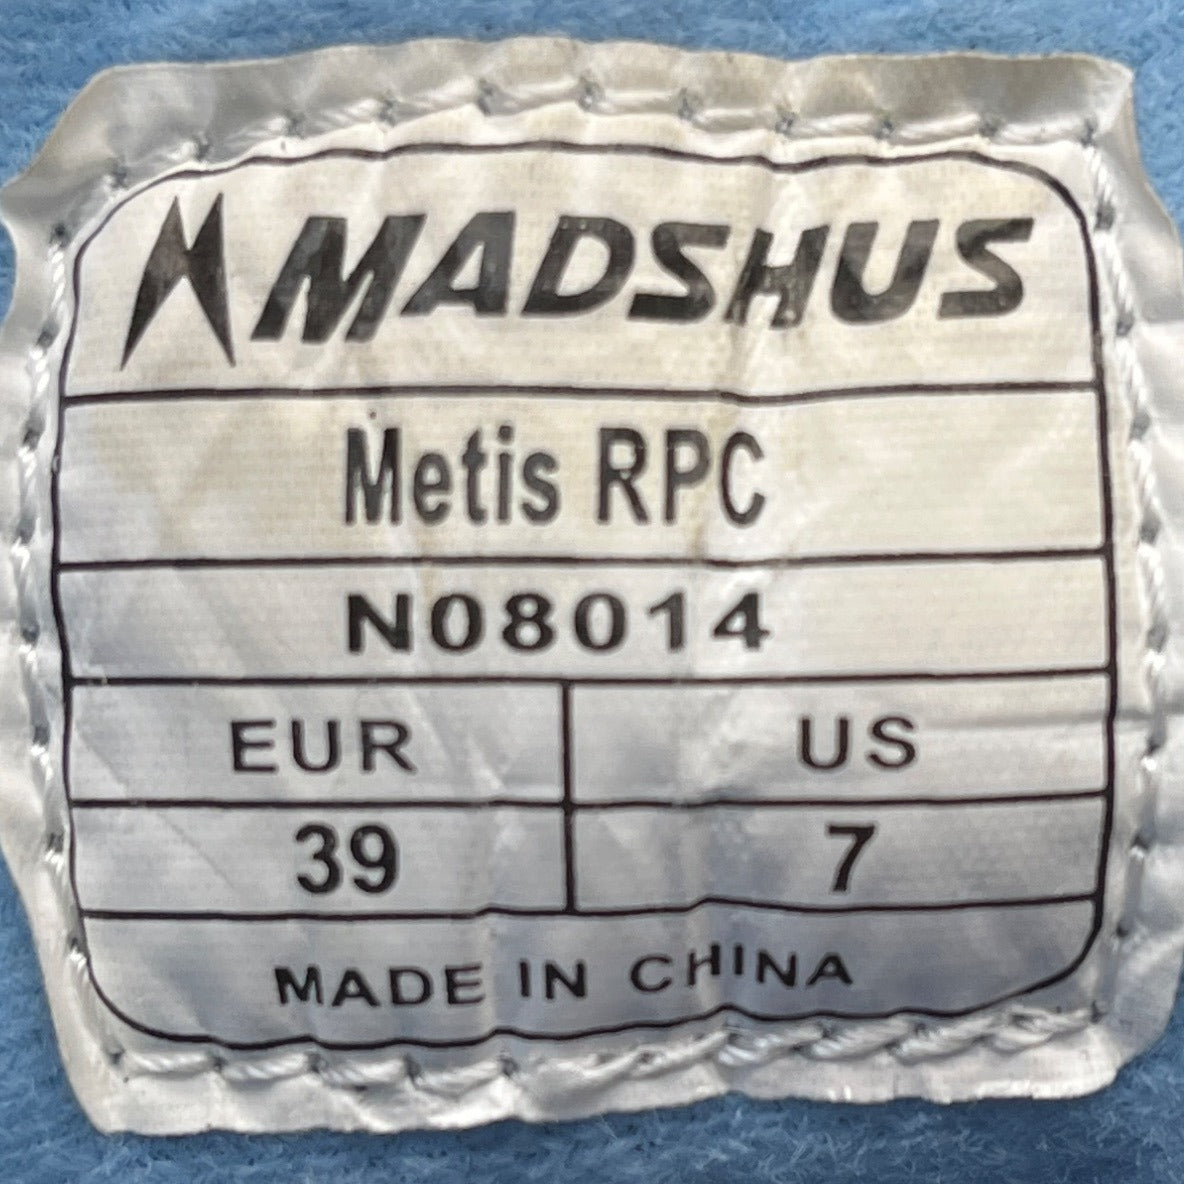 MADSHUS
Metis RPC
N08014
EUR US
39 7
MADE IN CHINA